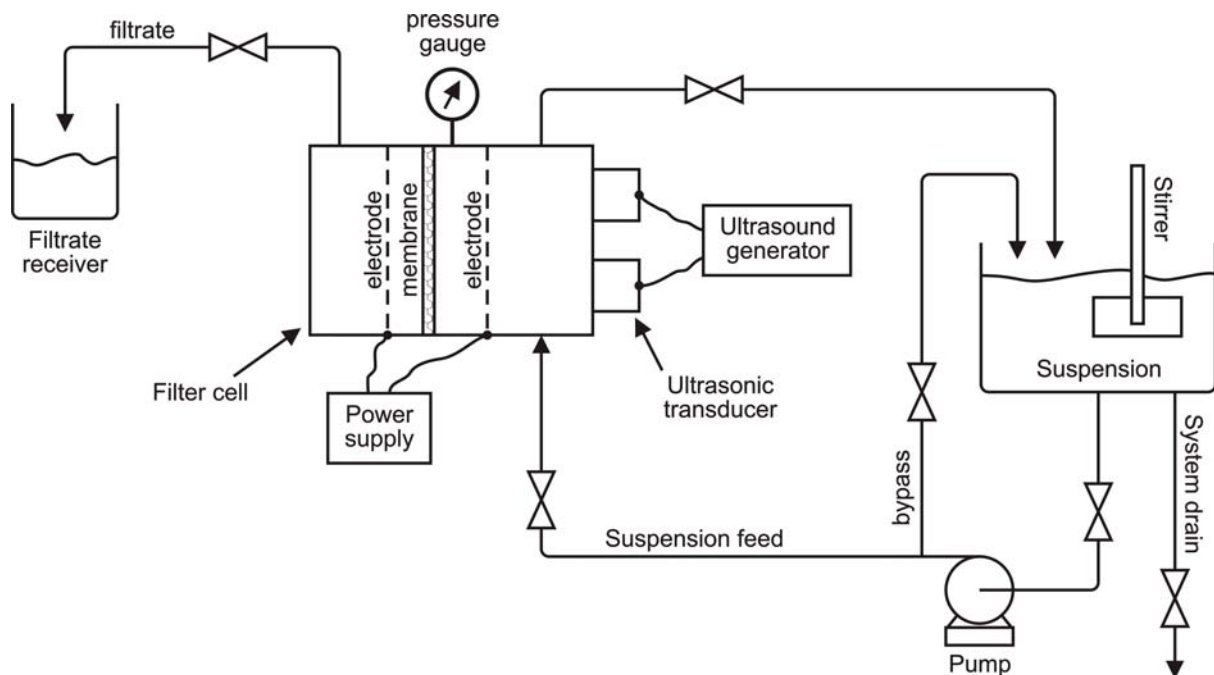 filtrate
pressure
gauge
Filtrate
receiver
electrode
membrane
electrode
Ultrasound
generator
Stirrer
Suspension
Filter cell
Power
supply
Ultrasonic
transducer
bypass
System drain
Suspension feed
Pump